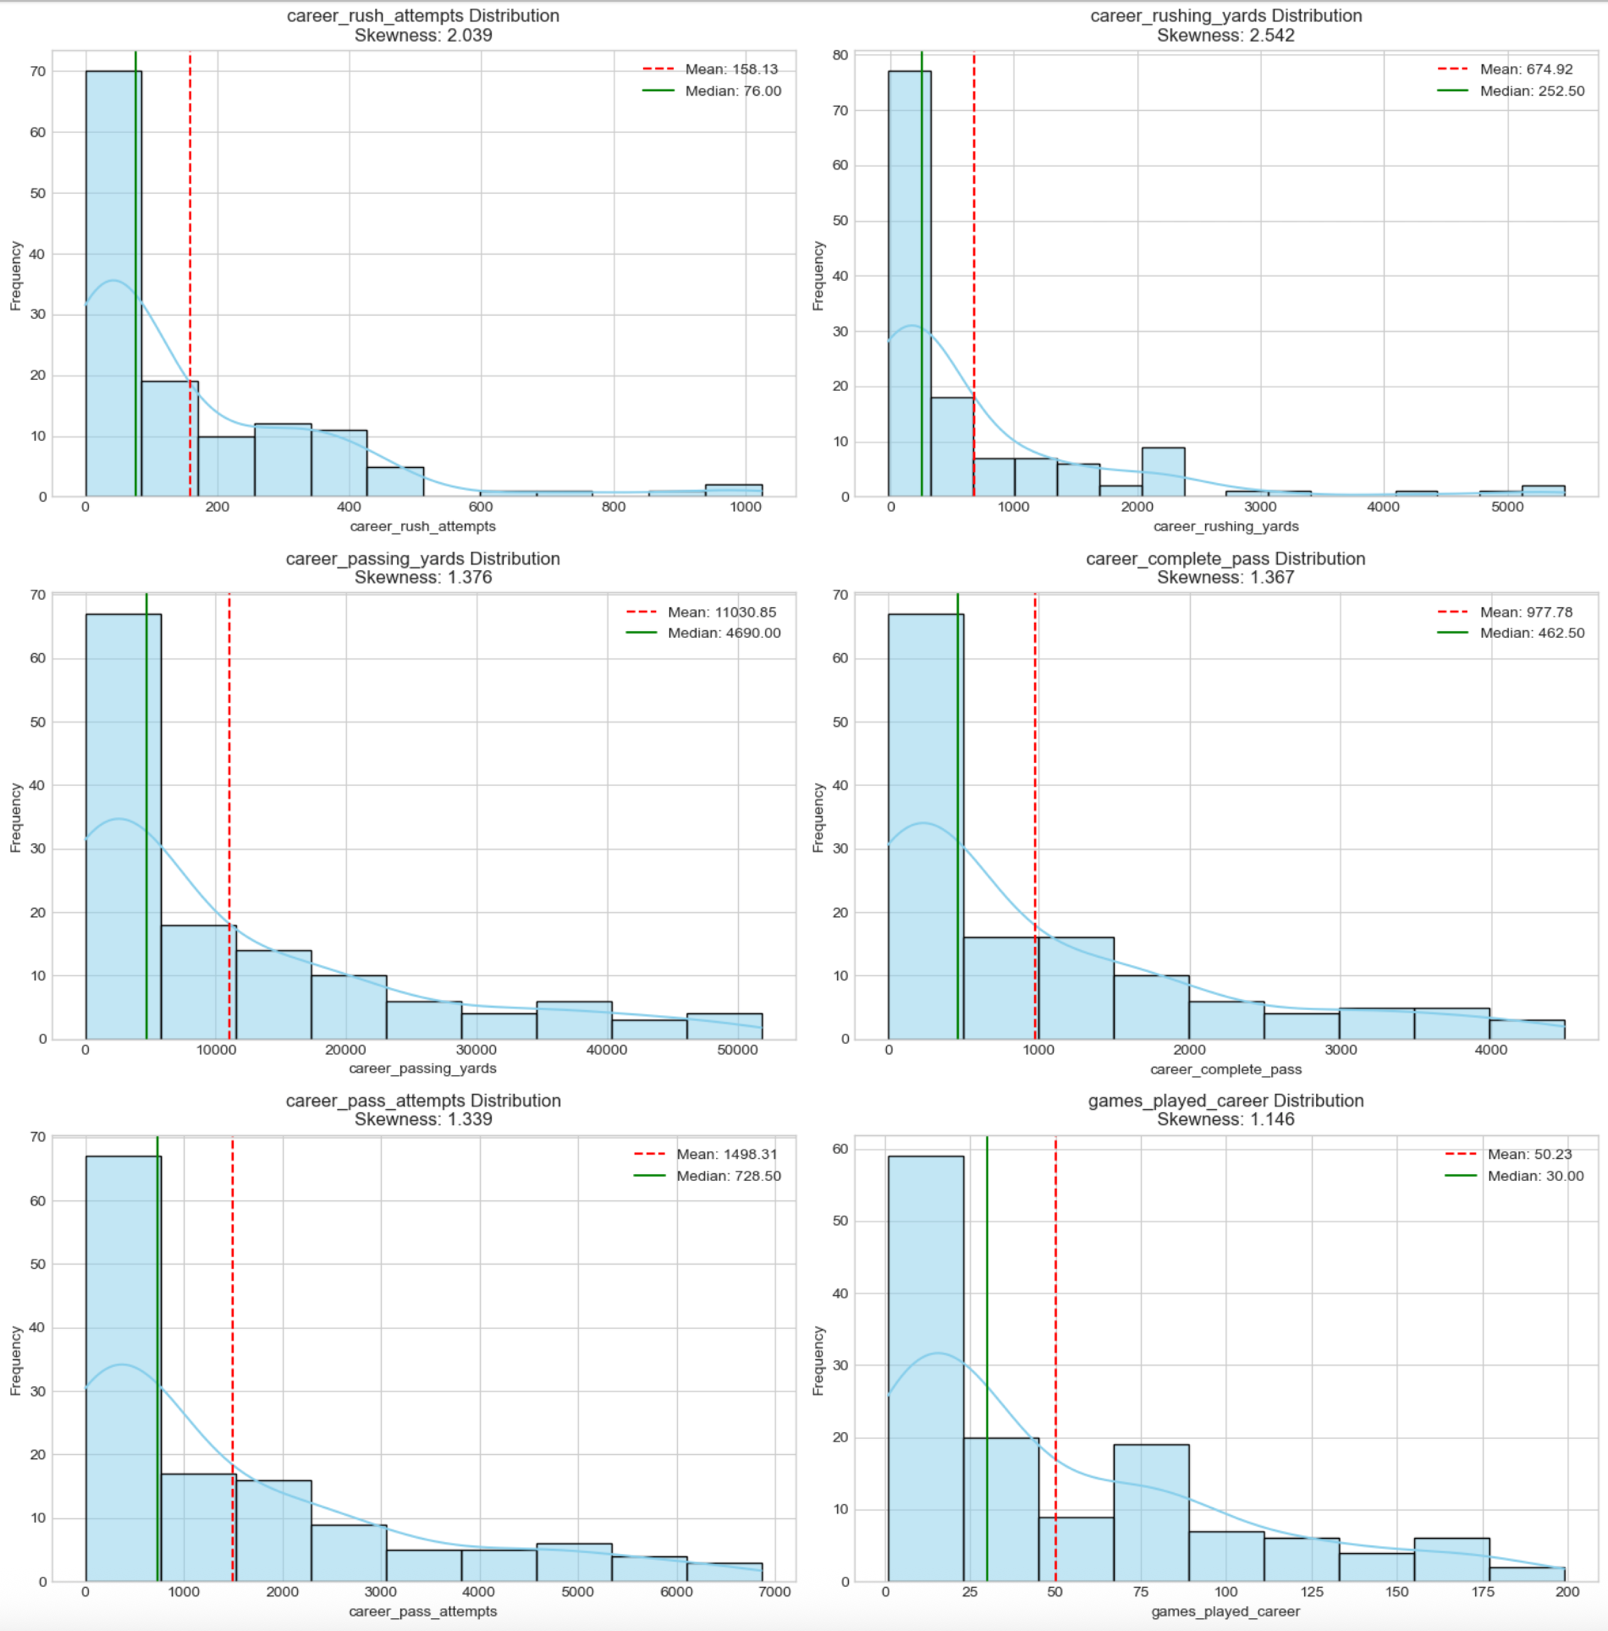 career_rush_attempts Distribution
Skewness: 2.039
Mean: 158.13
Median: 76.00
70
60
50
40
30
20
10
0
Frequency
0 200 400 600 800 1000
career_rush_attempts
career_rushing_yards Distribution
Skewness: 2.542
Mean: 674.92
Median: 252.50
80
70
60
50
40
30
20
10
0
Frequency
0 1000 2000 3000 4000 5000
career_rushing_yards
career_passing_yards Distribution
Skewness: 1.376
Mean: 11030.85
Median: 4690.00
70
60
50
40
30
20
10
0
Frequency
0 10000 20000 30000 40000 50000
career_passing_yards
career_complete_pass Distribution
Skewness: 1.367
Mean: 977.78
Median: 462.50
70
60
50
40
30
20
10
0
Frequency
0 1000 2000 3000 4000
career_complete_pass
career_pass_attempts Distribution
Skewness: 1.339
Mean: 1498.31
Median: 728.50
70
60
50
40
30
20
10
0
Frequency
0 1000 2000 3000 4000 5000 6000 7000
career_pass_attempts
games_played_career Distribution
Skewness: 1.146
Mean: 50.23
Median: 30.00
60
50
40
30
20
10
0
Frequency
0 25 50 75 100 125 150 175 200
games_played_career